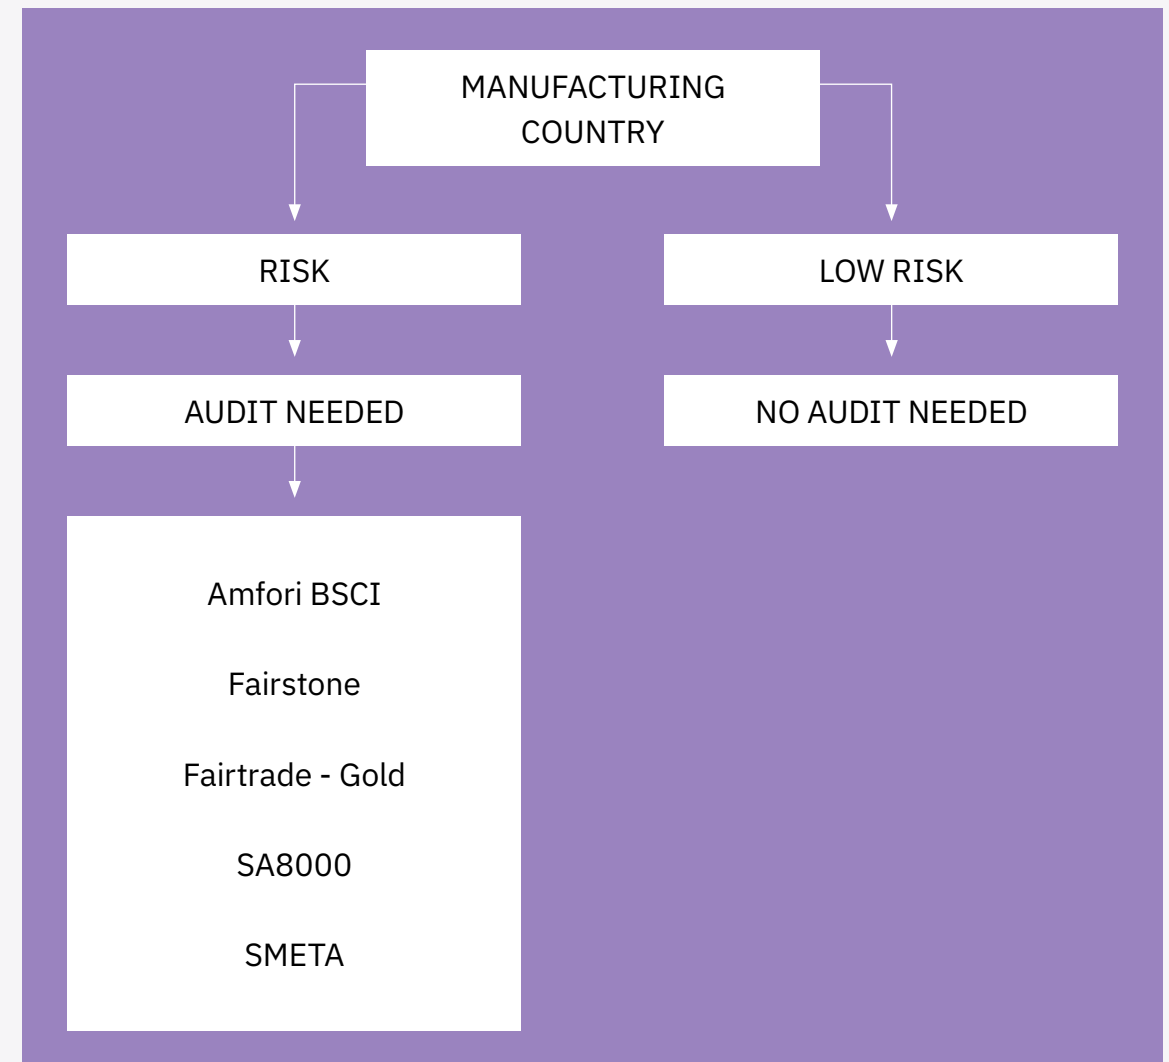 MANUFACTURING
COUNTRY
RISK
LOW RISK
AUDIT NEEDED
NO AUDIT NEEDED
Amfori BSCI
Fairstone
Fairtrade - Gold
SA8000
SMETA